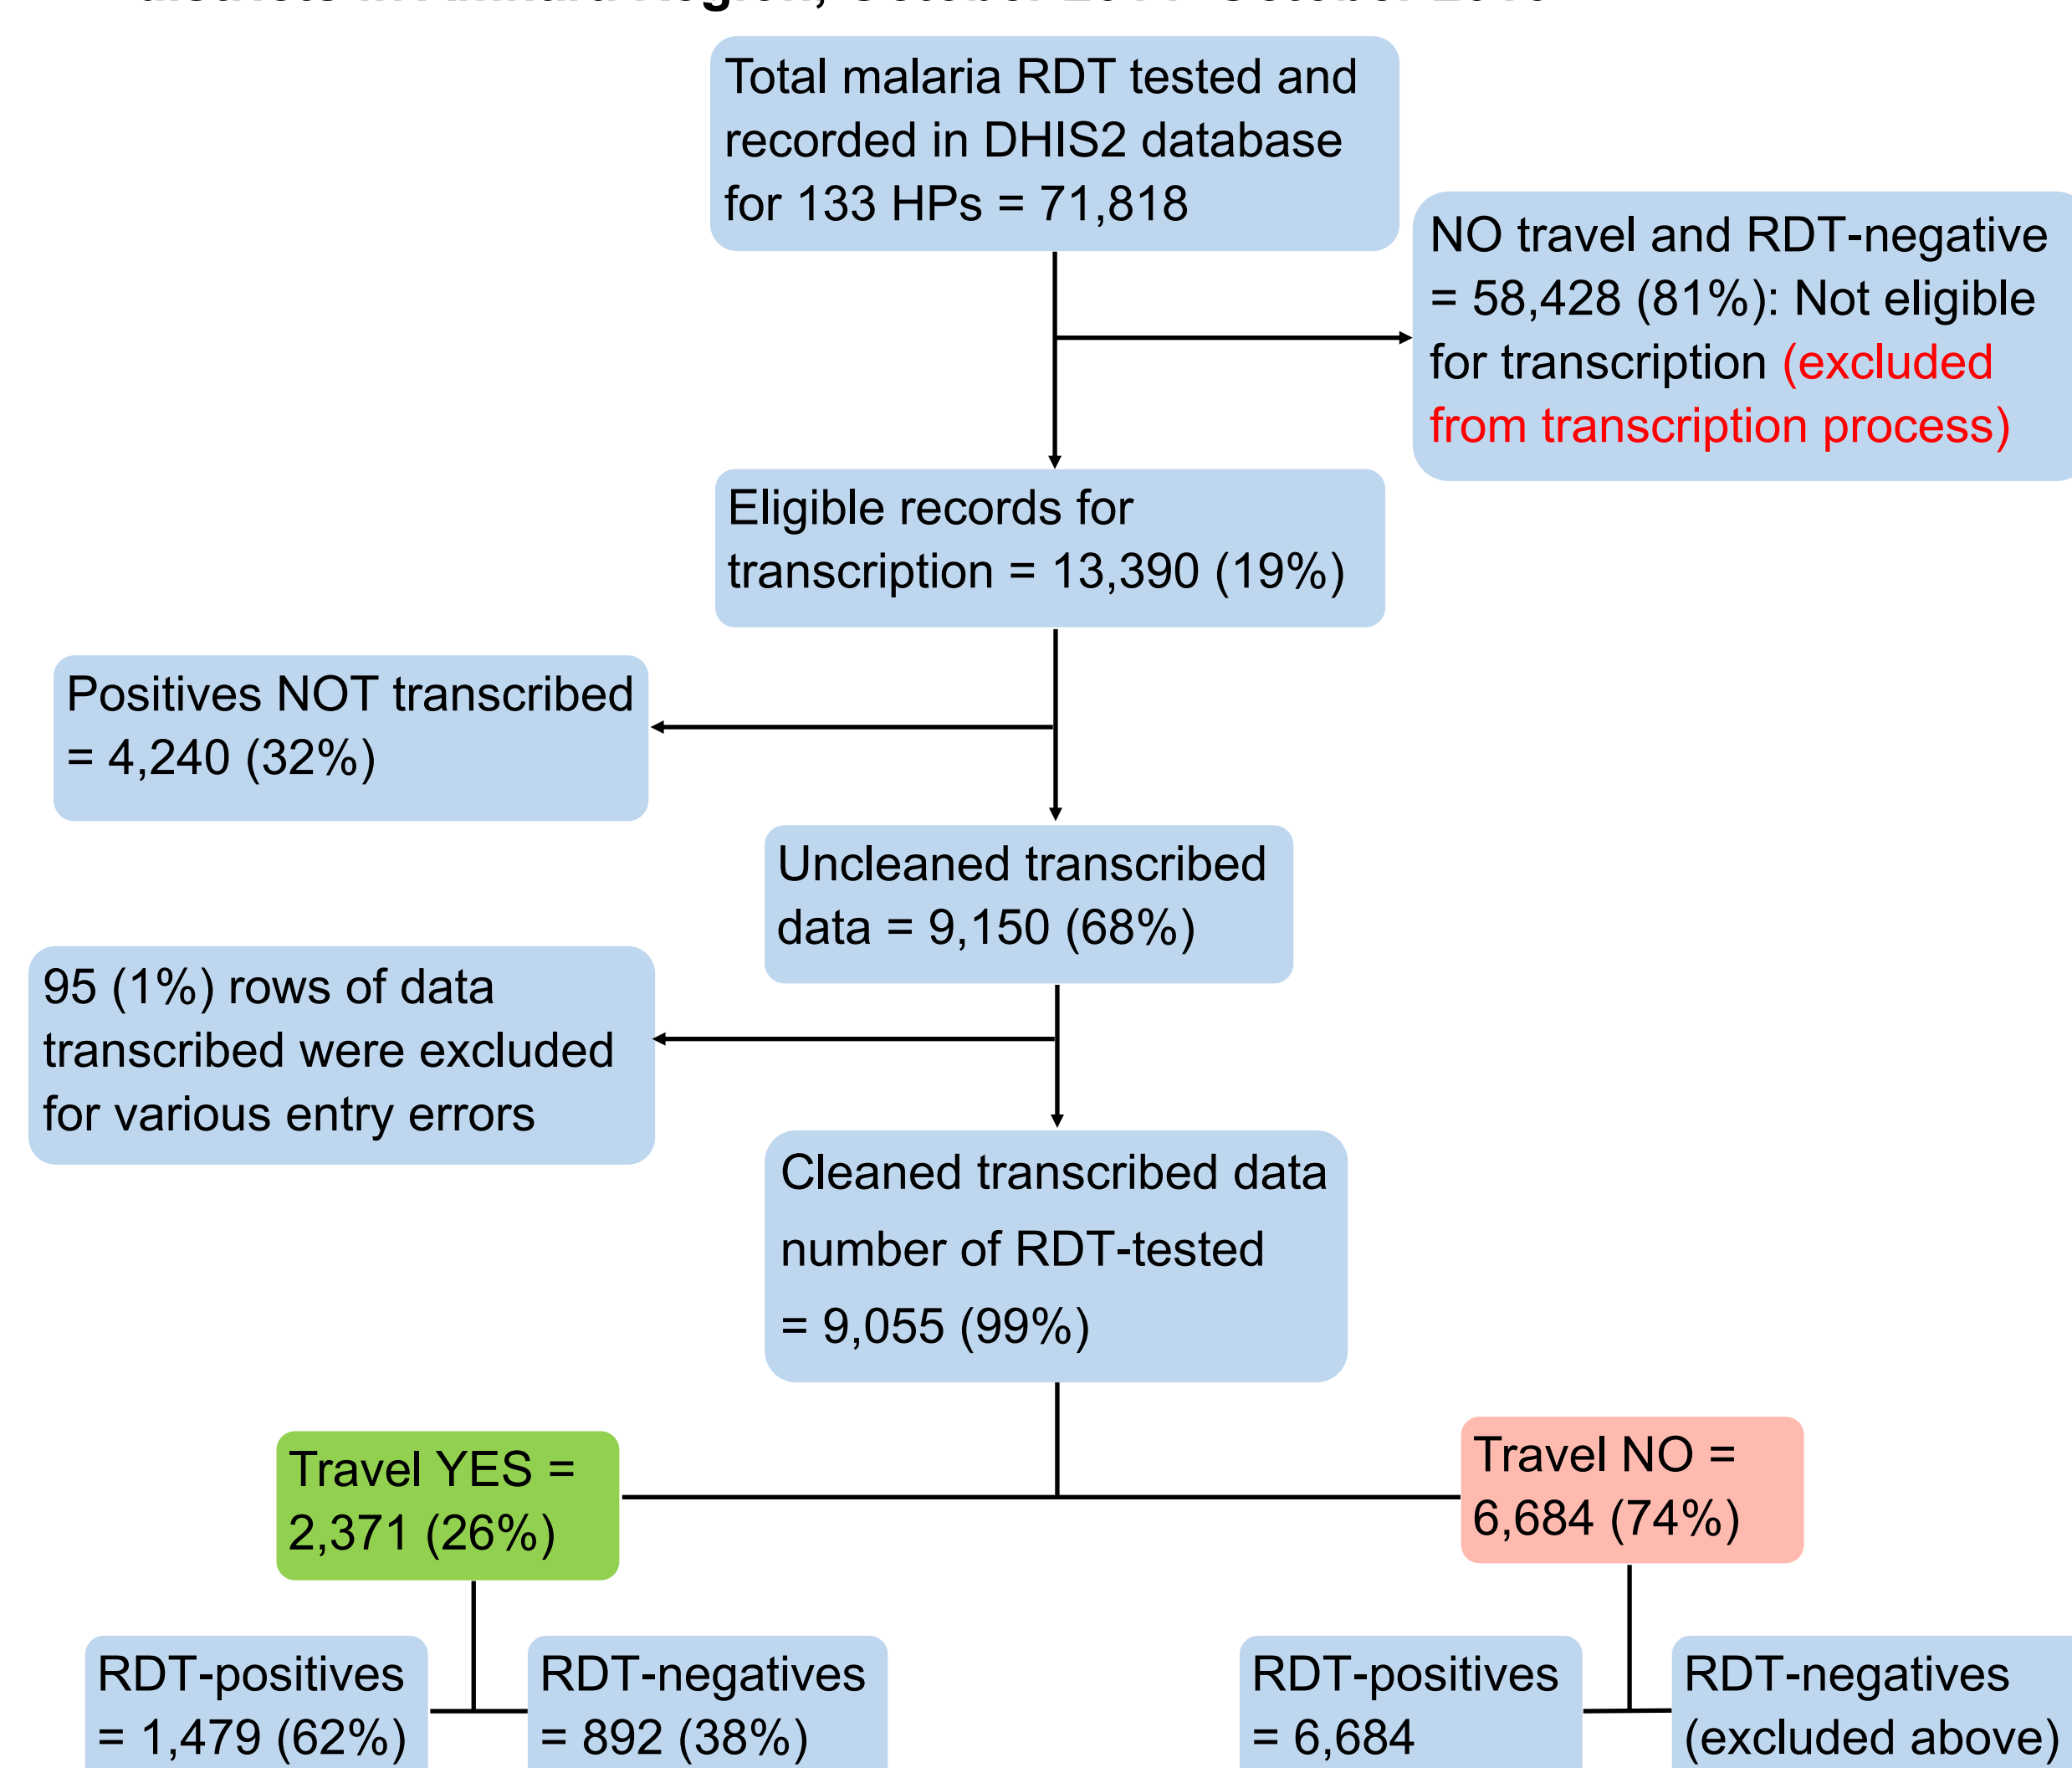 Total malaria RDT tested and
recorded in DHIS2 database
for 133 HPs = 71,818
NO travel and RDT-negative
= 58,428 (81%): Not eligible
for transcription (excluded
from transcription process)
Eligible records for
transcription = 13,390 (19%)
Positives NOT transcribed
= 4,240 (32%)
Uncleaned transcribed
data = 9,150 (68%)
95 (1%) rows of data
transcribed were excluded
for various entry errors
Cleaned transcribed data
number of RDT-tested
= 9,055 (99%)
Travel YES =
2,371 (26%)
Travel NO =
6,684 (74%)
RDT-positives
= 1,479 (62%)
RDT-negatives
= 892 (38%)
RDT-positives
= 6,684
RDT-negatives
(excluded above)